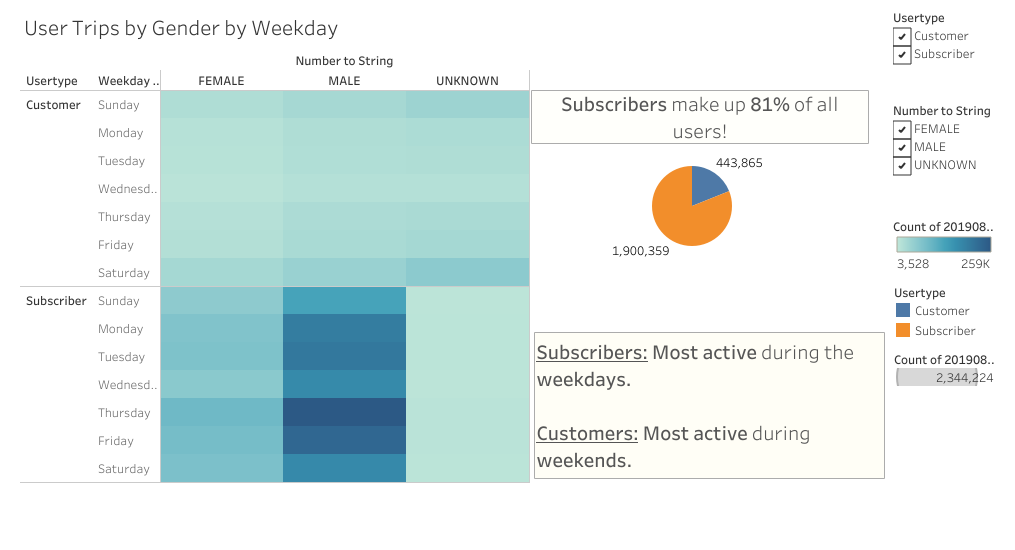 User Trips by Gender by Weekday
Number to String
Usertype Weekday .. FEMALE MALE UNKNOWN
Customer Sunday
Monday
Tuesday
Wednesd..
Thursday
Friday
Saturday
Subscriber Sunday
Monday
Tuesday
Wednesd..
Thursday
Friday
Saturday
Subscribers make up 81% of all
users!
443,865
1,900,359
Subscribers: Most active during the
weekdays.
Customers: Most active during
weekends.
Usertype
Customer
Subscriber
Number to String
FEMALE
MALE
UNKNOWN
Count of 201908..
3,528 259K
Usertype
Customer
Subscriber
Count of 201908..
2,344,224